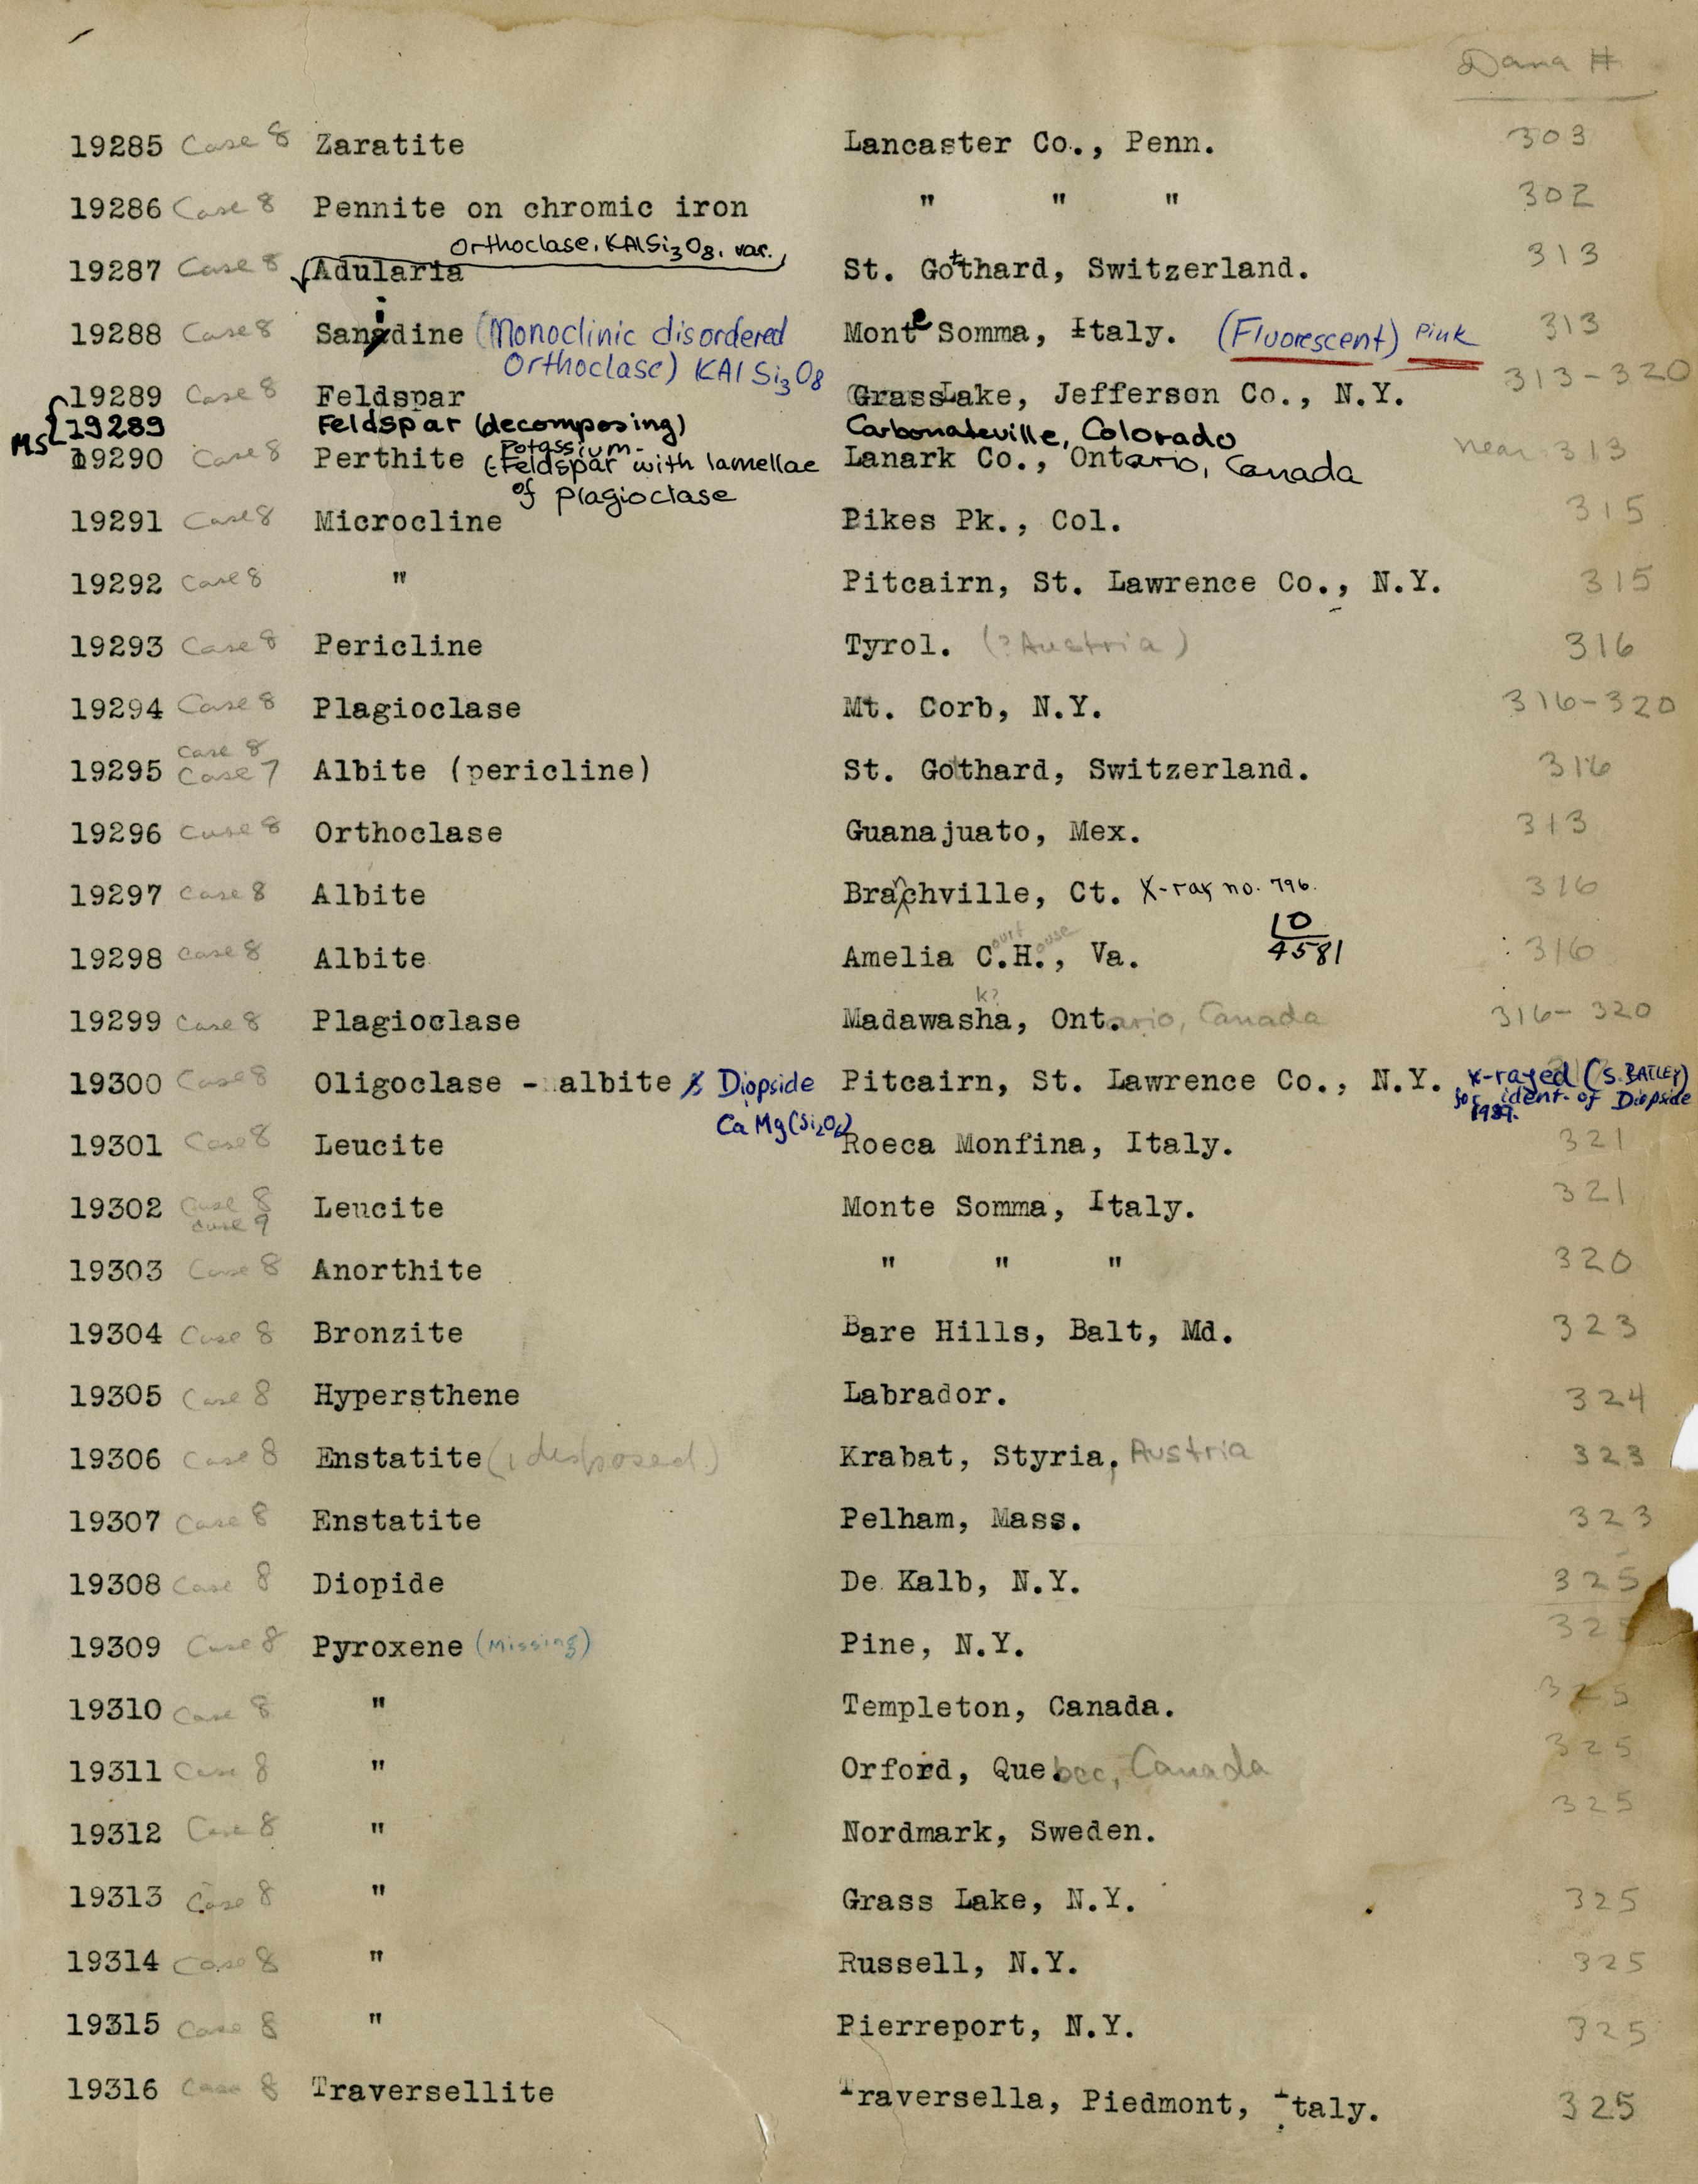 Dana #
19285 Case 8 Zaratite Lancaster Co., Penn. 303
19286 Case 8 Pennite on chromic iron " " " 302
Orthoclase, KAlSi3O8, var.,
19287 Case 8 Adularia St. Gotthard, Switzerland. 313
19288 Case 8 Sanidine (Monoclinic disordered Monte Somma, Italy. (Fluorescent) Pink 313
Orthoclase) KAlSi3O8
19289 Case 8 Feldspar Grass Lake, Jefferson Co., N.Y. 313-320
MS { 19289 Feldspar (decomposing) Carbonateville, Colorado
19290 Case 8 Perthite (Potassium-Feldspar with lamellae Lanark Co., Ontario, Canada near 313
of plagioclase
19291 Case 8 Microcline Pikes Pk., Col. 315
19292 Case 8 " Pitcairn, St. Lawrence Co., N.Y. 315
19293 Case 8 Pericline Tyrol. (? Austria) 316
19294 Case 8 Plagioclase Mt. Corb, N.Y. 316-320
Case 8
19295 Case 7 Albite (pericline) St. Gothard, Switzerland. 316
19296 Case 8 Orthoclase Guanajuato, Mex. 313
19297 Case 8 Albite Brachville, Ct. X-ray no. 796. 316
10
19298 Case 8 Albite Amelia C.ourt H.ouse, Va. 4581 316
k?
19299 Case 8 Plagioclase Madawasha, Ont.ario, Canada 316-320
19300 Case 8 Oligoclase - albite & Diopside Pitcairn, St. Lawrence Co., N.Y. x-rayed (S. BAILEY)
CaMg(Si2O6) for ident. of Diopside
1989.
19301 Case 8 Leucite Roeca Monfina, Italy. 321
19302 Case 8 Leucite Monte Somma, Italy. 321
Case 9
19303 Case 8 Anorthite " " " 320
19304 Case 8 Bronzite Bare Hills, Balt, Md. 323
19305 Case 8 Hypersthene Labrador. 324
19306 Case 8 Enstatite Krabat, Styria, Austria 323
19307 Case 8 Enstatite Pelham, Mass. 323
19308 Case 8 Diopide De Kalb, N.Y. 325
19309 Case 8 Pyroxene (Missing) Pine, N.Y. 325
19310 Case 8 " Templeton, Canada. 325
19311 Case 8 " Orford, Que.bec, Canada 325
19312 Case 8 " Nordmark, Sweden. 325
19313 Case 8 " Grass Lake, N.Y. 325
19314 Case 8 " Russell, N.Y. 325
19315 Case 8 " Pierreport, N.Y. 325
19316 Case 8 Traversellite Traversella, Piedmont, Italy. 325